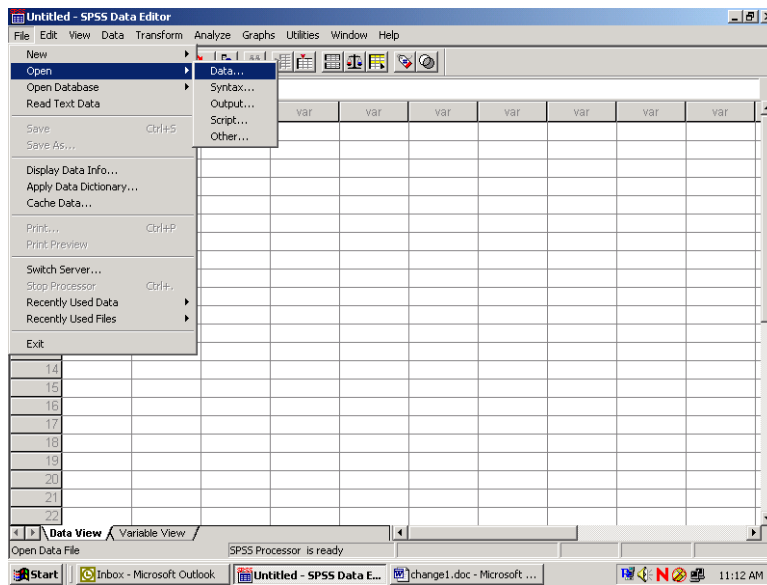 Untitled - SPSS Data Editor
File Edit View Data Transform Analyze Graphs Utilities Window Help
New
Open
Open Database
Read Text Data
Save Ctrl+S
Save As...
Display Data Info...
Apply Data Dictionary...
Cache Data...
Print... Ctrl+P
Print Preview
Switch Server...
Stop Processor Ctrl+.
Recently Used Data
Recently Used Files
Exit
Data...
Syntax...
Output...
Script...
Other...
var var var var var var var
14
15
16
17
18
19
20
21
22
Data View Variable View
Open Data File SPSS Processor is ready
Start Inbox - Microsoft Outlook Untitled - SPSS Data E... change1.doc - Microsoft ... 11:12 AM